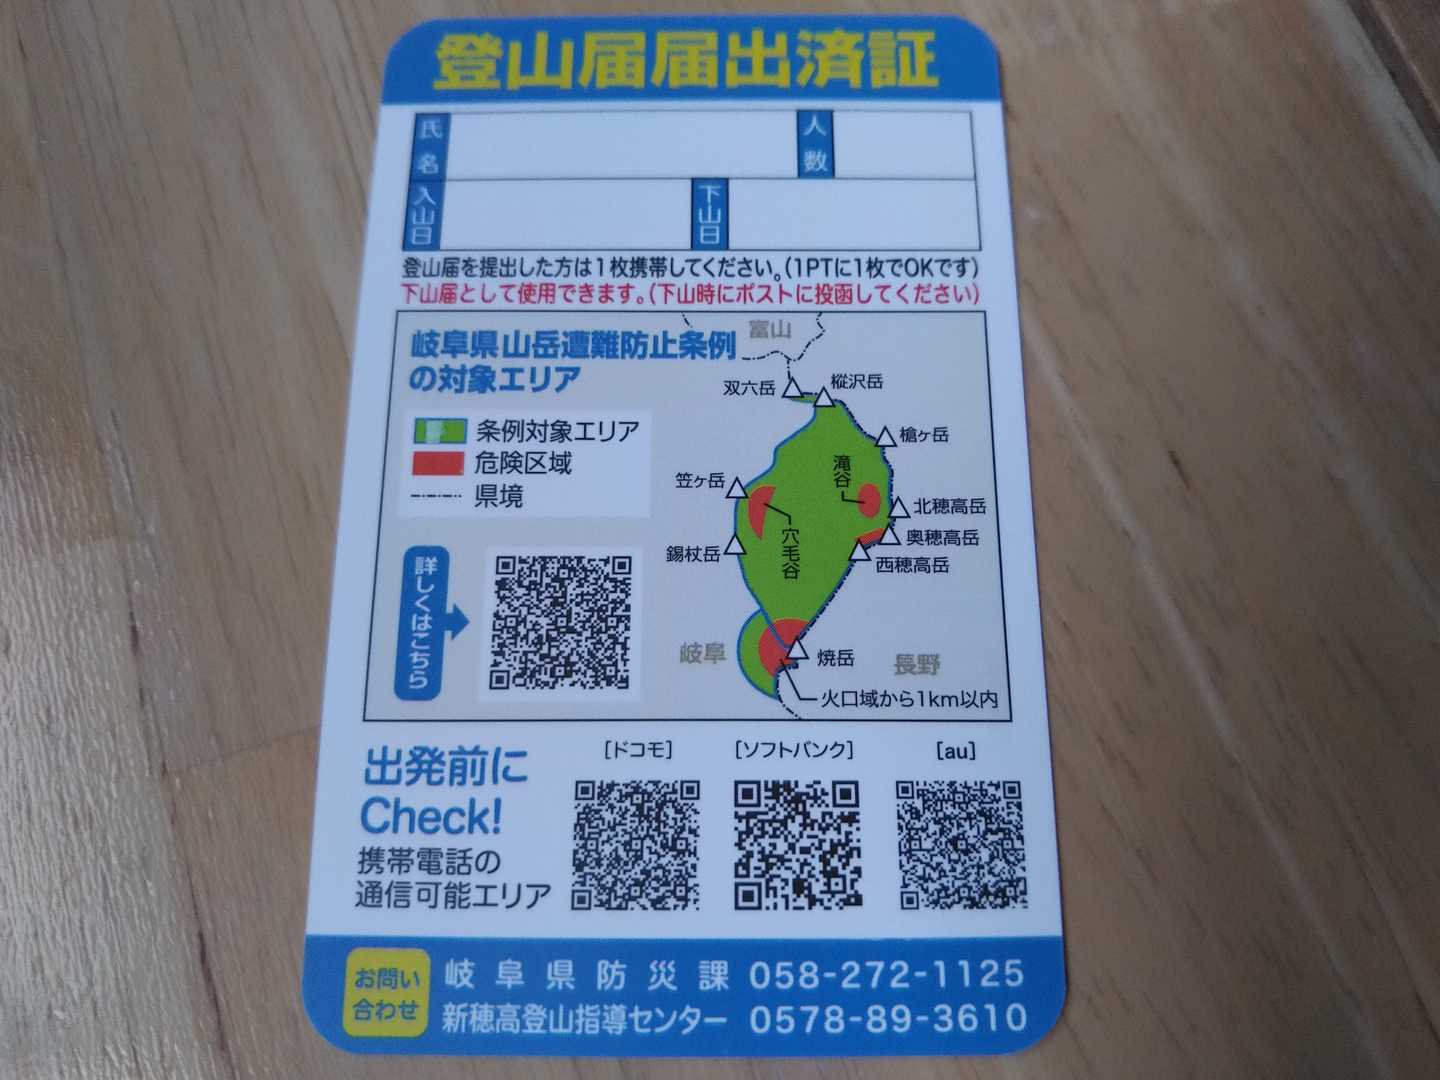 登山届届出済証
氏名
人数
入山日
下山日
登山届を提出した方は1枚携帯してください。(1PTに1枚でOKです)
下山届として使用できます。(下山時にポストに投函してください)
岐阜県山岳遭難防止条例
の対象エリア
条例対象エリア
危険区域
県境
詳しくはこちら
富山
双六岳
樅沢岳
槍ヶ岳
滝谷
笠ヶ岳
北穂高岳
奥穂高岳
穴毛谷
錫杖岳
西穂高岳
岐阜
焼岳
長野
火口域から1km以内
出発前に
Check!
携帯電話の
通信可能エリア
[ドコモ]
[ソフトバンク]
[au]
お問い
合わせ
岐阜県防災課 058-272-1125
新穂高登山指導センター 0578-89-3610